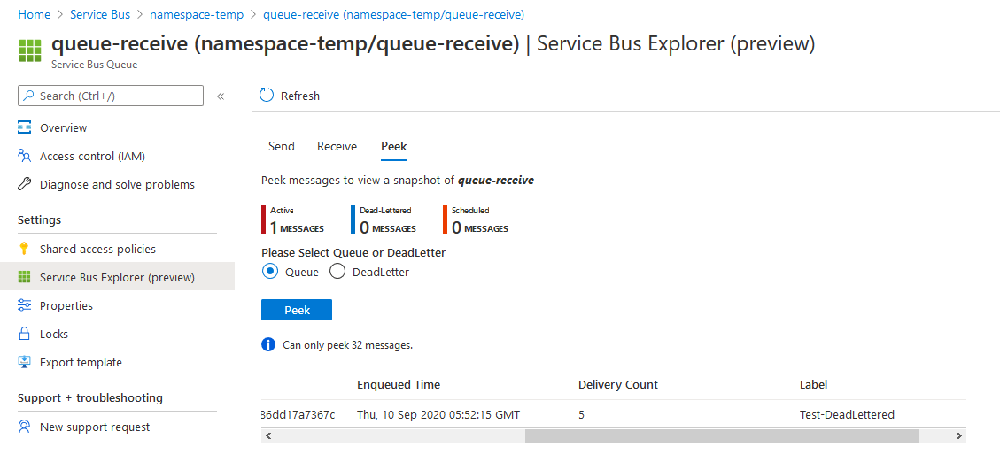 Home > Service Bus > namespace-temp > queue-receive (namespace-temp/queue-receive)
queue-receive (namespace-temp/queue-receive) | Service Bus Explorer (preview)
Service Bus Queue
Search (Ctrl+/)
«
Refresh
Overview
Access control (IAM)
Diagnose and solve problems
Settings
Shared access policies
Service Bus Explorer (preview)
Properties
Locks
Export template
Support + troubleshooting
New support request
Send Receive Peek
Peek messages to view a snapshot of queue-receive
Active Dead-Lettered Scheduled
1 MESSAGES 0 MESSAGES 0 MESSAGES
Please Select Queue or DeadLetter
Queue DeadLetter
Peek
Can only peek 32 messages.
Enqueued Time Delivery Count Label
36dd17a7367c Thu, 10 Sep 2020 05:52:15 GMT 5 Test-DeadLettered